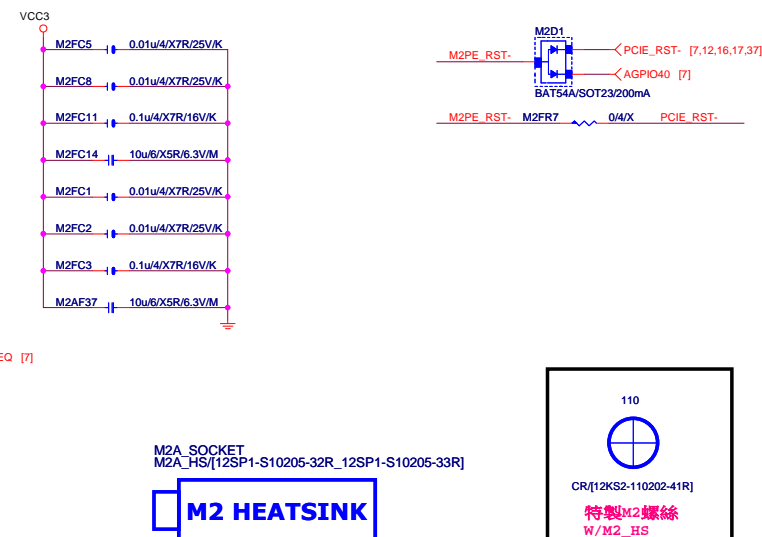 VCC3
M2FC5 0.01u/4/X7R/25V/K
M2FC8 0.01u/4/X7R/25V/K
M2FC11 0.1u/4/X7R/16V/K
M2FC14 10u/6/X5R/6.3V/M
M2FC1 0.01u/4/X7R/25V/K
M2FC2 0.01u/4/X7R/25V/K
M2FC3 0.1u/4/X7R/16V/K
M2AF37 10u/6/X5R/6.3V/M
M2D1
M2PE_RST- PCIE_RST- [7,12,16,17,37]
AGPIO40 [7]
BAT54A/SOT23/200mA
M2PE_RST- M2FR7 0/4/X PCIE_RST-
EQ [7]
M2A_SOCKET
M2A_HS/[12SP1-S10205-32R_12SP1-S10205-33R]
M2 HEATSINK
110
CR/[12KS2-110202-41R]
特製M2螺絲
W/M2_HS